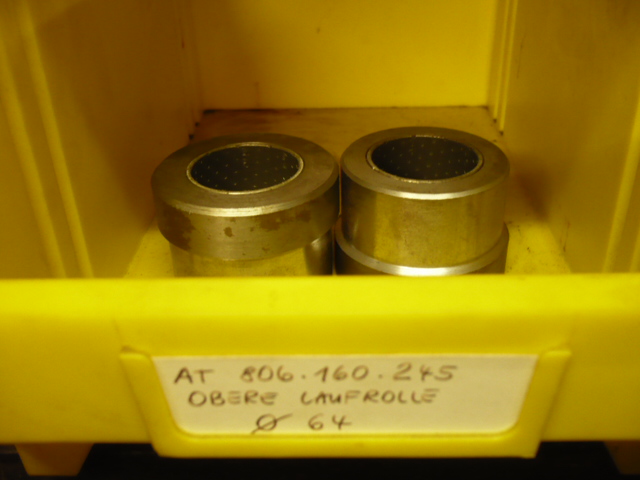 AT 806.160.245
OBERE LAUFROLLE
Ø 64